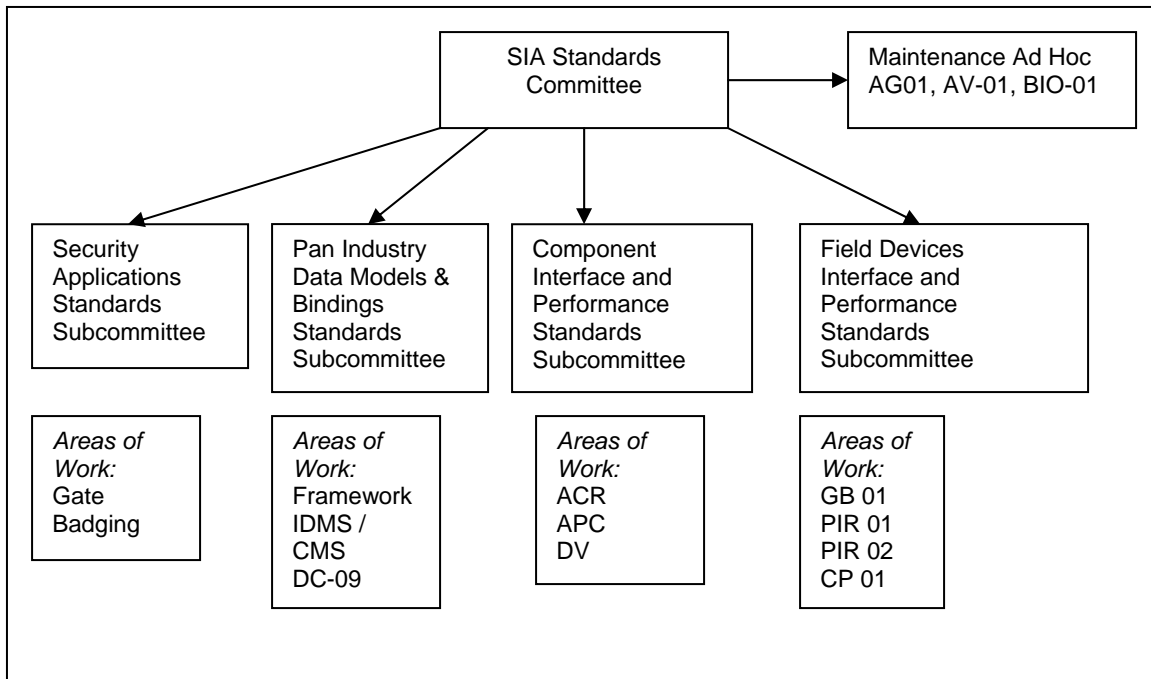 SIA Standards
Committee
Maintenance Ad Hoc
AG01, AV-01, BIO-01
Security
Applications
Standards
Subcommittee
Pan Industry
Data Models &
Bindings
Standards
Subcommittee
Component
Interface and
Performance
Standards
Subcommittee
Field Devices
Interface and
Performance
Standards
Subcommittee
Areas of
Work:
Gate
Badging
Areas of
Work:
Framework
IDMS /
CMS
DC-09
Areas of
Work:
ACR
APC
DV
Areas of
Work:
GB 01
PIR 01
PIR 02
CP 01